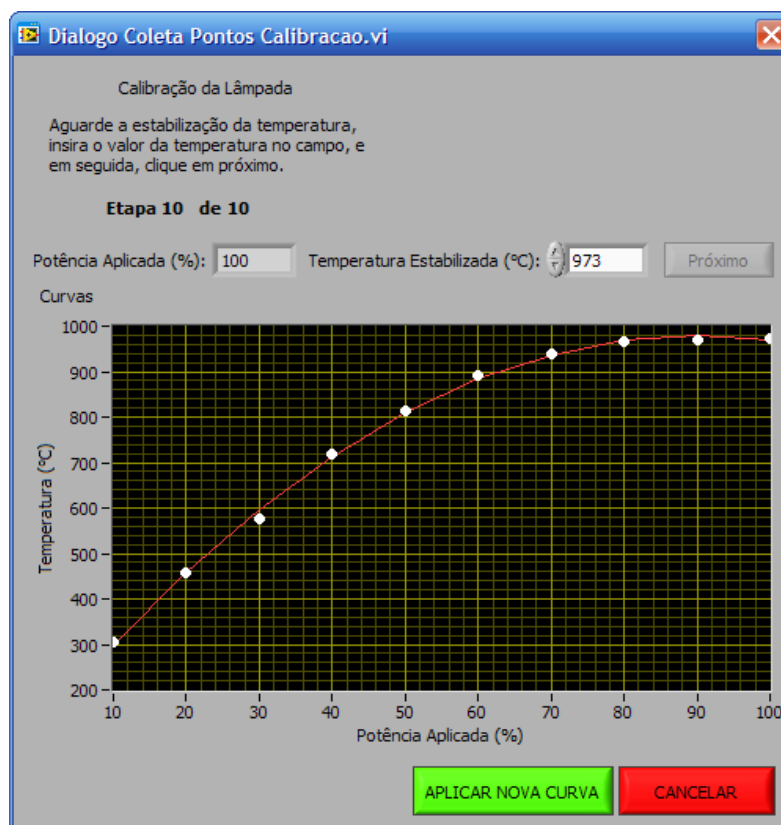 Dialogo Coleta Pontos Calibracao.vi
Calibração da Lâmpada
Aguarde a estabilização da temperatura,
insira o valor da temperatura no campo, e
em seguida, clique em próximo.
Etapa 10 de 10
Potência Aplicada (%): 100 Temperatura Estabilizada (ºC): 973 Próximo
Curvas
1000
900
800
700
600
500
400
300
200
Temperatura (ºC)
10 20 30 40 50 60 70 80 90 100
Potência Aplicada (%)
APLICAR NOVA CURVA CANCELAR